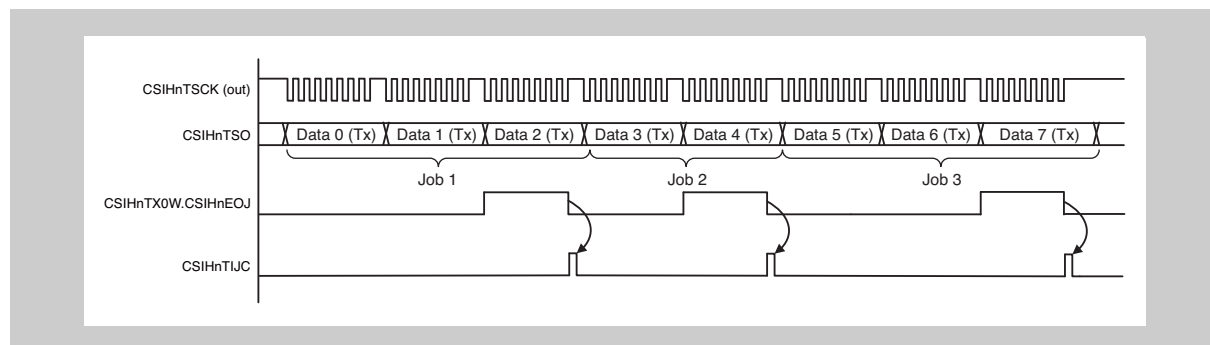 CSIHnTSCK (out)
CSIHnTSO
Data 0 (Tx) Data 1 (Tx) Data 2 (Tx) Data 3 (Tx) Data 4 (Tx) Data 5 (Tx) Data 6 (Tx) Data 7 (Tx)
Job 1 Job 2 Job 3
CSIHnTX0W.CSIHnEOJ
CSIHnTIJC